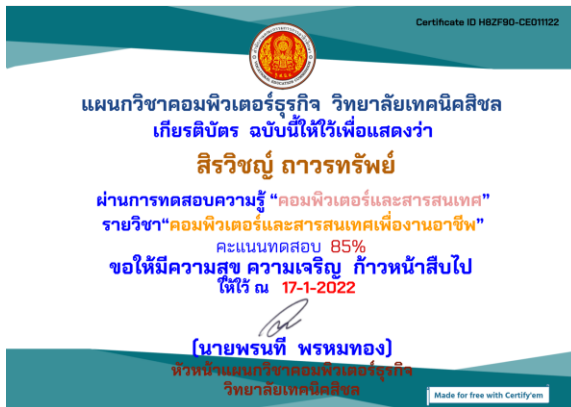 Certificate ID H8ZF90-CE011122
แผนกวิชาคอมพิวเตอร์ธุรกิจ วิทยาลัยเทคนิคสิชล
เกียรติบัตร ฉบับนี้ให้ไว้เพื่อแสดงว่า
สิรวิชญ์ ถาวรทรัพย์
ผ่านการทดสอบความรู้ “คอมพิวเตอร์และสารสนเทศ”
รายวิชา“คอมพิวเตอร์และสารสนเทศเพื่องานอาชีพ”
คะแนนทดสอบ 85%
ขอให้มีความสุข ความเจริญ ก้าวหน้าสืบไป
ให้ไว้ ณ 17-1-2022
(นายพรนที พรหมทอง)
หัวหน้าแผนกวิชาคอมพิวเตอร์ธุรกิจ
วิทยาลัยเทคนิคสิชล
Made for free with Certify'em